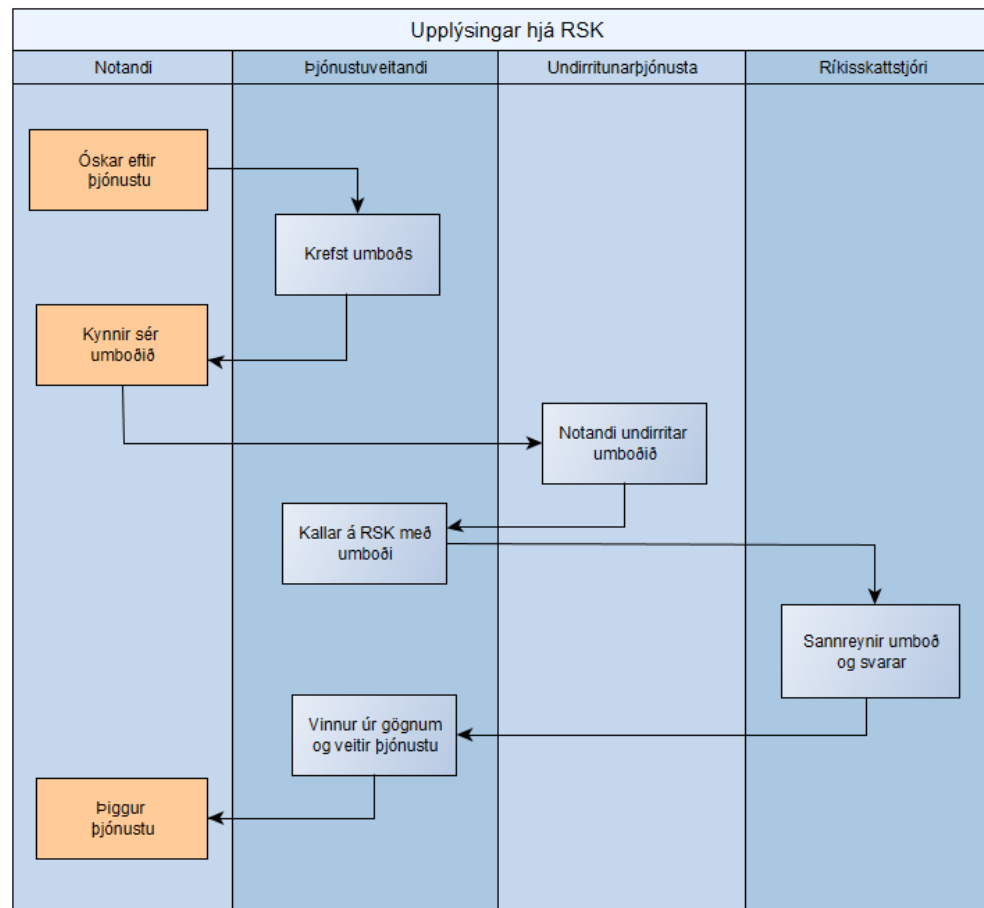 Upplýsingar hjá RSK
Notandi
Þjónustuveitandi
Undirritunarþjónusta
Ríkisskattstjóri
Óskar eftir
þjónustu
Krefst umboðs
Kynnir sér
umboðið
Notandi undirritar
umboðið
Kallar á RSK með
umboði
Sannreynir umboð
og svarar
Vinnur úr gögnum
og veitir þjónustu
Þiggur
þjónustu